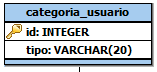 categoria_usuario
id: INTEGER
tipo: VARCHAR(20)